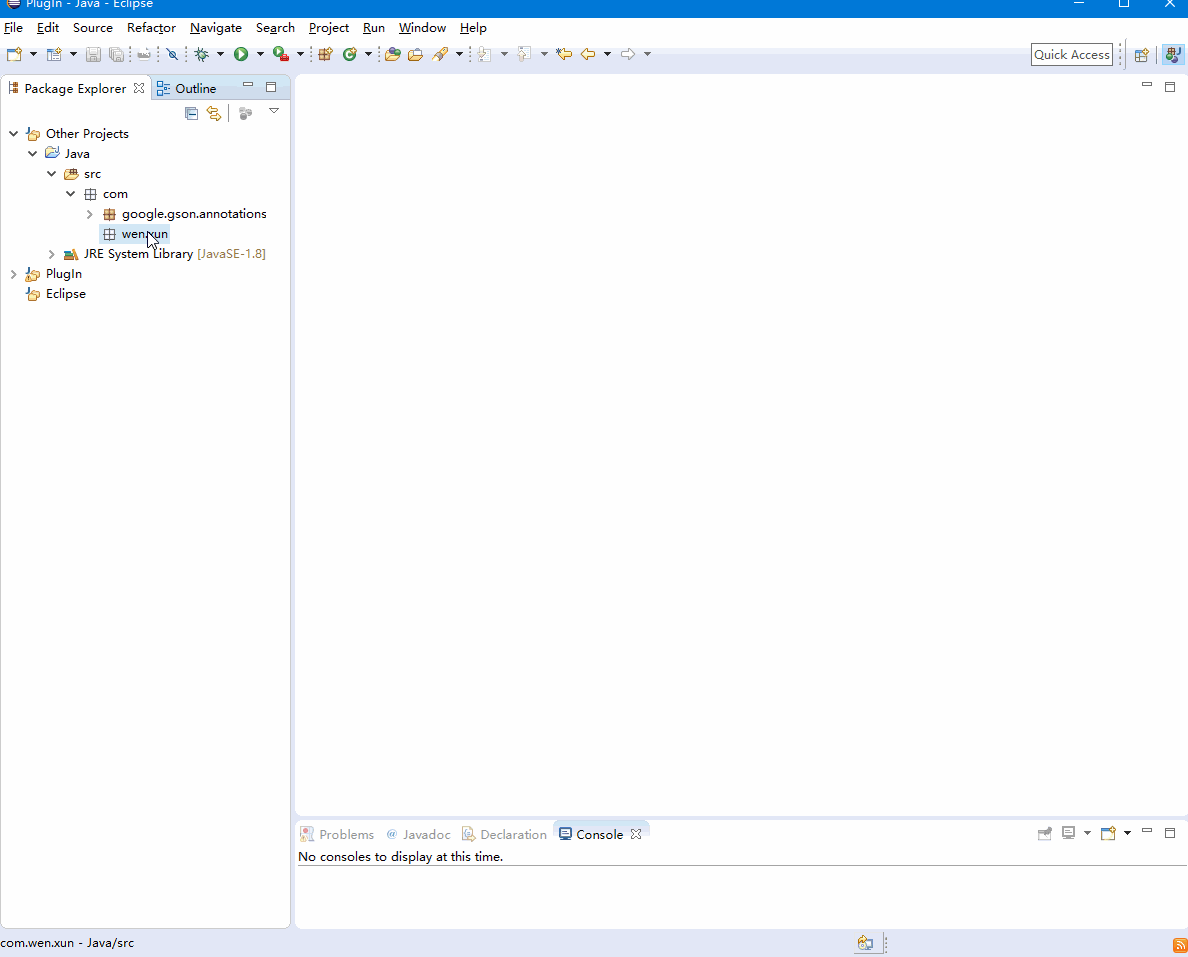 PlugIn - Java - Eclipse
File Edit Source Refactor Navigate Search Project Run Window Help
Quick Access
Package Explorer Outline
Other Projects
Java
src
com
google.gson.annotations
wen.xun
JRE System Library [JavaSE-1.8]
PlugIn
Eclipse
Problems @ Javadoc Declaration Console
No consoles to display at this time.
com.wen.xun - Java/src